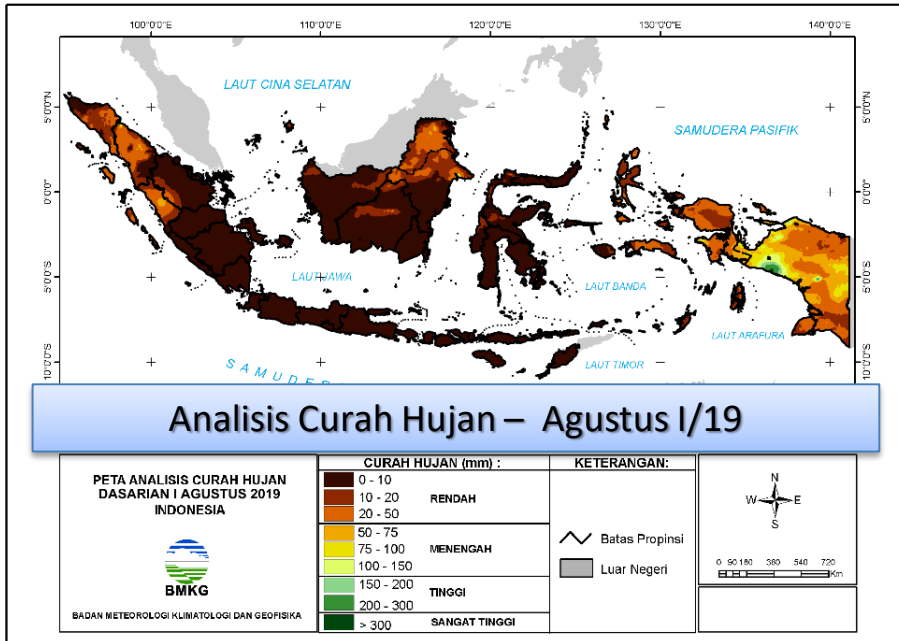 100°0'0"E 110°0'0"E 120°0'0"E 130°0'0"E 140°0'0"E
LAUT CINA SELATAN
5°0'0"N 5°0'0"N
SAMUDERA PASIFIK
0°0'0" 0°0'0"
LAUT JAWA
LAUT BANDA
5°0'0"S 5°0'0"S
LAUT ARAFURA
LAUT TIMOR
10°0'0"S 10°0'0"S
Analisis Curah Hujan – Agustus I/19
PETA ANALISIS CURAH HUJAN
DASARIAN I AGUSTUS 2019
INDONESIA
BMKG
BADAN METEOROLOGI KLIMATOLOGI DAN GEOFISIKA
CURAH HUJAN (mm) :
0 - 10
10 - 20 RENDAH
20 - 50
50 - 75
75 - 100 MENENGAH
100 - 150
150 - 200
TINGGI
200 - 300
> 300 SANGAT TINGGI
KETERANGAN:
Batas Propinsi
Luar Negeri
N
W E
S
0 90 180 360 540 720
Km